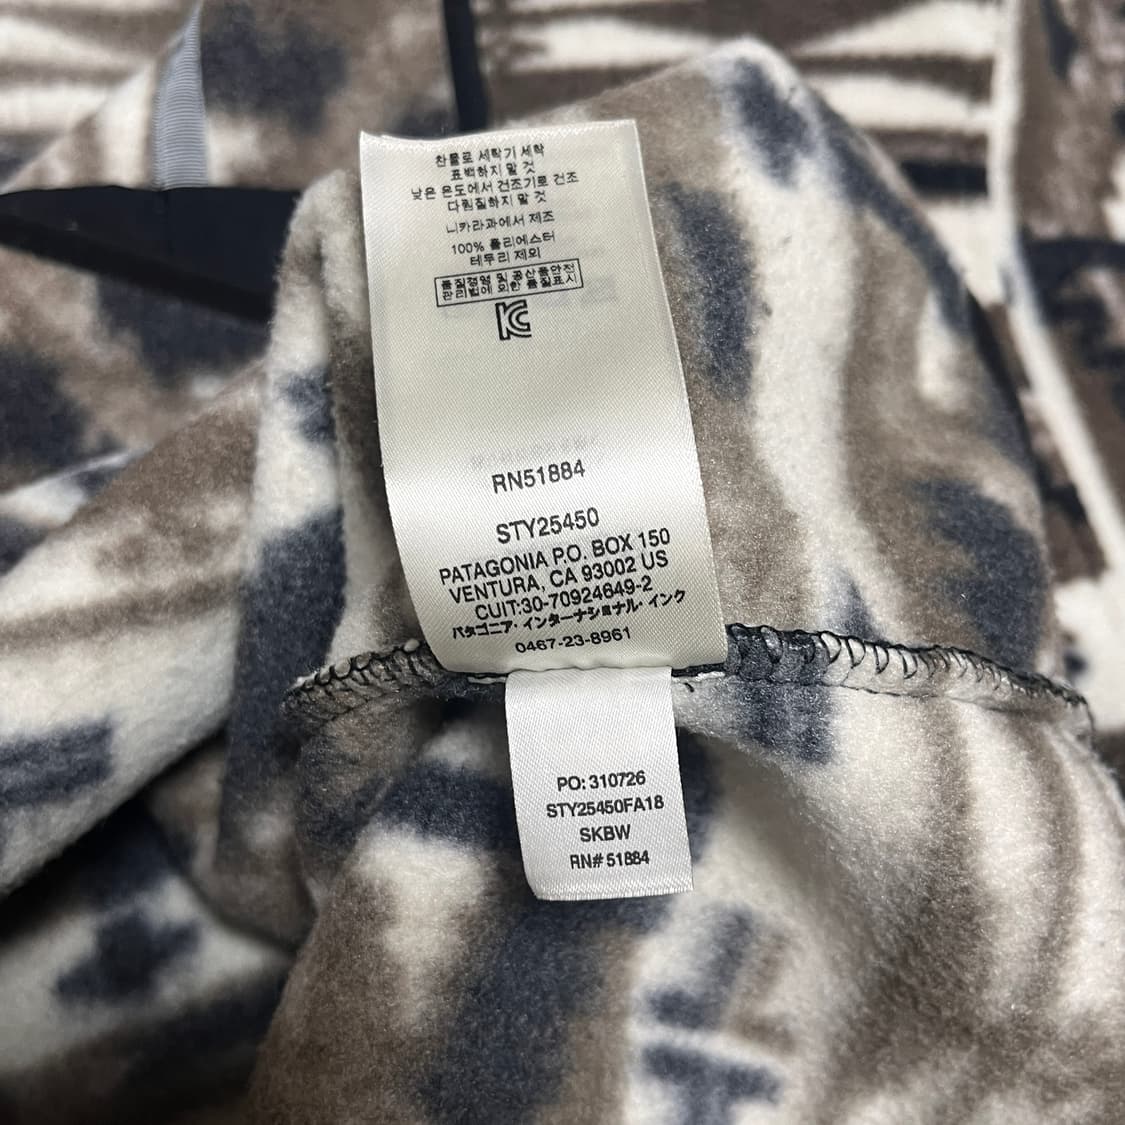 찬물로 세탁기 세탁
표백하지 말 것
낮은 온도에서 건조기로 건조
다림질하지 말 것
니카라과에서 제조
100% 폴리에스터
테두리 제외
품질경영 및 공산품안전
관리법에 의한 품질표시
RN51884
STY25450
PATAGONIA P.O. BOX 150
VENTURA, CA 93002 US
CUIT:30-70924649-2
パタゴニア・インターナショナル・インク
0467-23-8961
PO: 310726
STY25450FA18
SKBW
RN# 51884